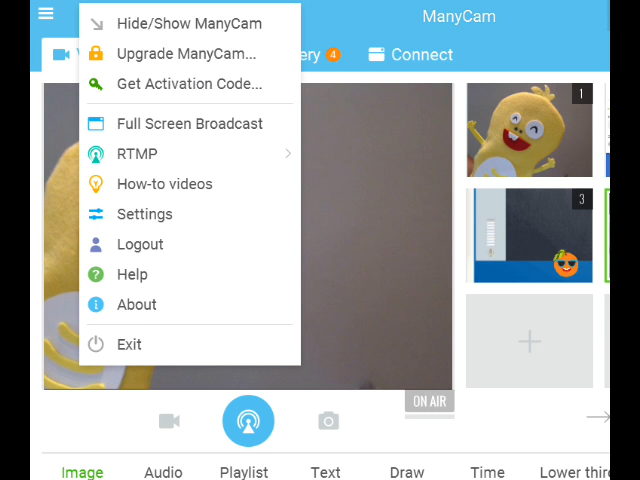 ManyCam
Hide/Show ManyCam
Upgrade ManyCam...
Get Activation Code...
Full Screen Broadcast
RTMP
How-to videos
Settings
Logout
Help
About
Exit
ery 4
Connect
1
3
ON AIR
Image Audio Playlist Text Draw Time Lower thir